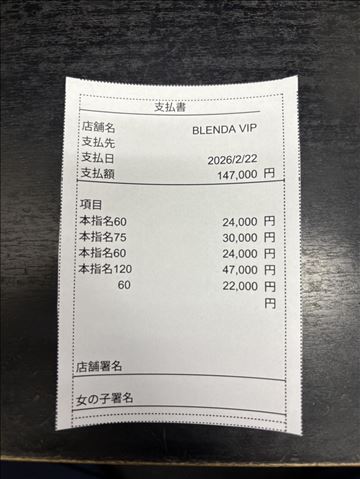 支払書
店舗名 BLENDA VIP
支払先
支払日 2026/2/22
支払額 147,000 円
項目
本指名60 24,000 円
本指名75 30,000 円
本指名60 24,000 円
本指名120 47,000 円
60 22,000 円
円
店舗署名
女の子署名